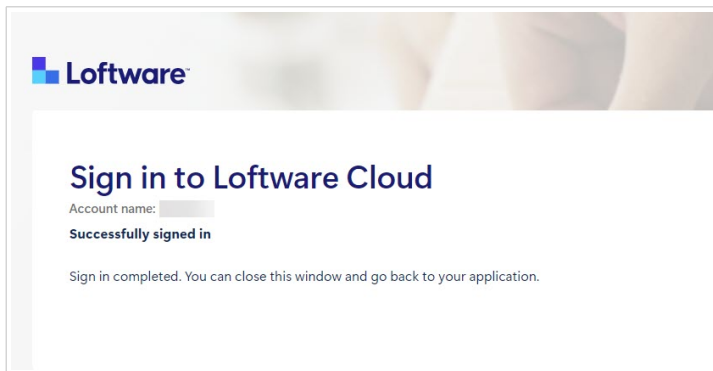 Loftware™
Sign in to Loftware Cloud
Account name:
Successfully signed in
Sign in completed. You can close this window and go back to your application.